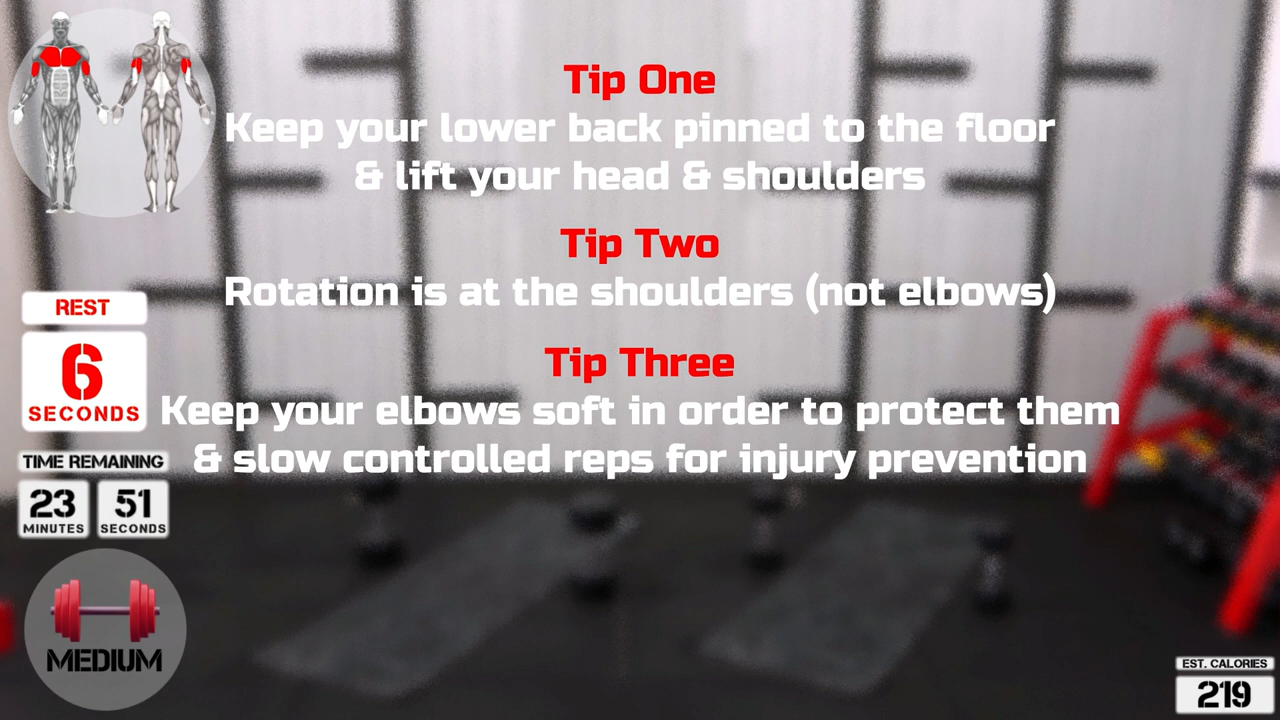 Tip One
Keep your lower back pinned to the floor
& lift your head & shoulders
Tip Two
Rotation is at the shoulders (not elbows)
Tip Three
Keep your elbows soft in order to protect them
& slow controlled reps for injury prevention
REST
6
SECONDS
TIME REMAINING
23 51
MINUTES SECONDS
MEDIUM
EST. CALORIES
219